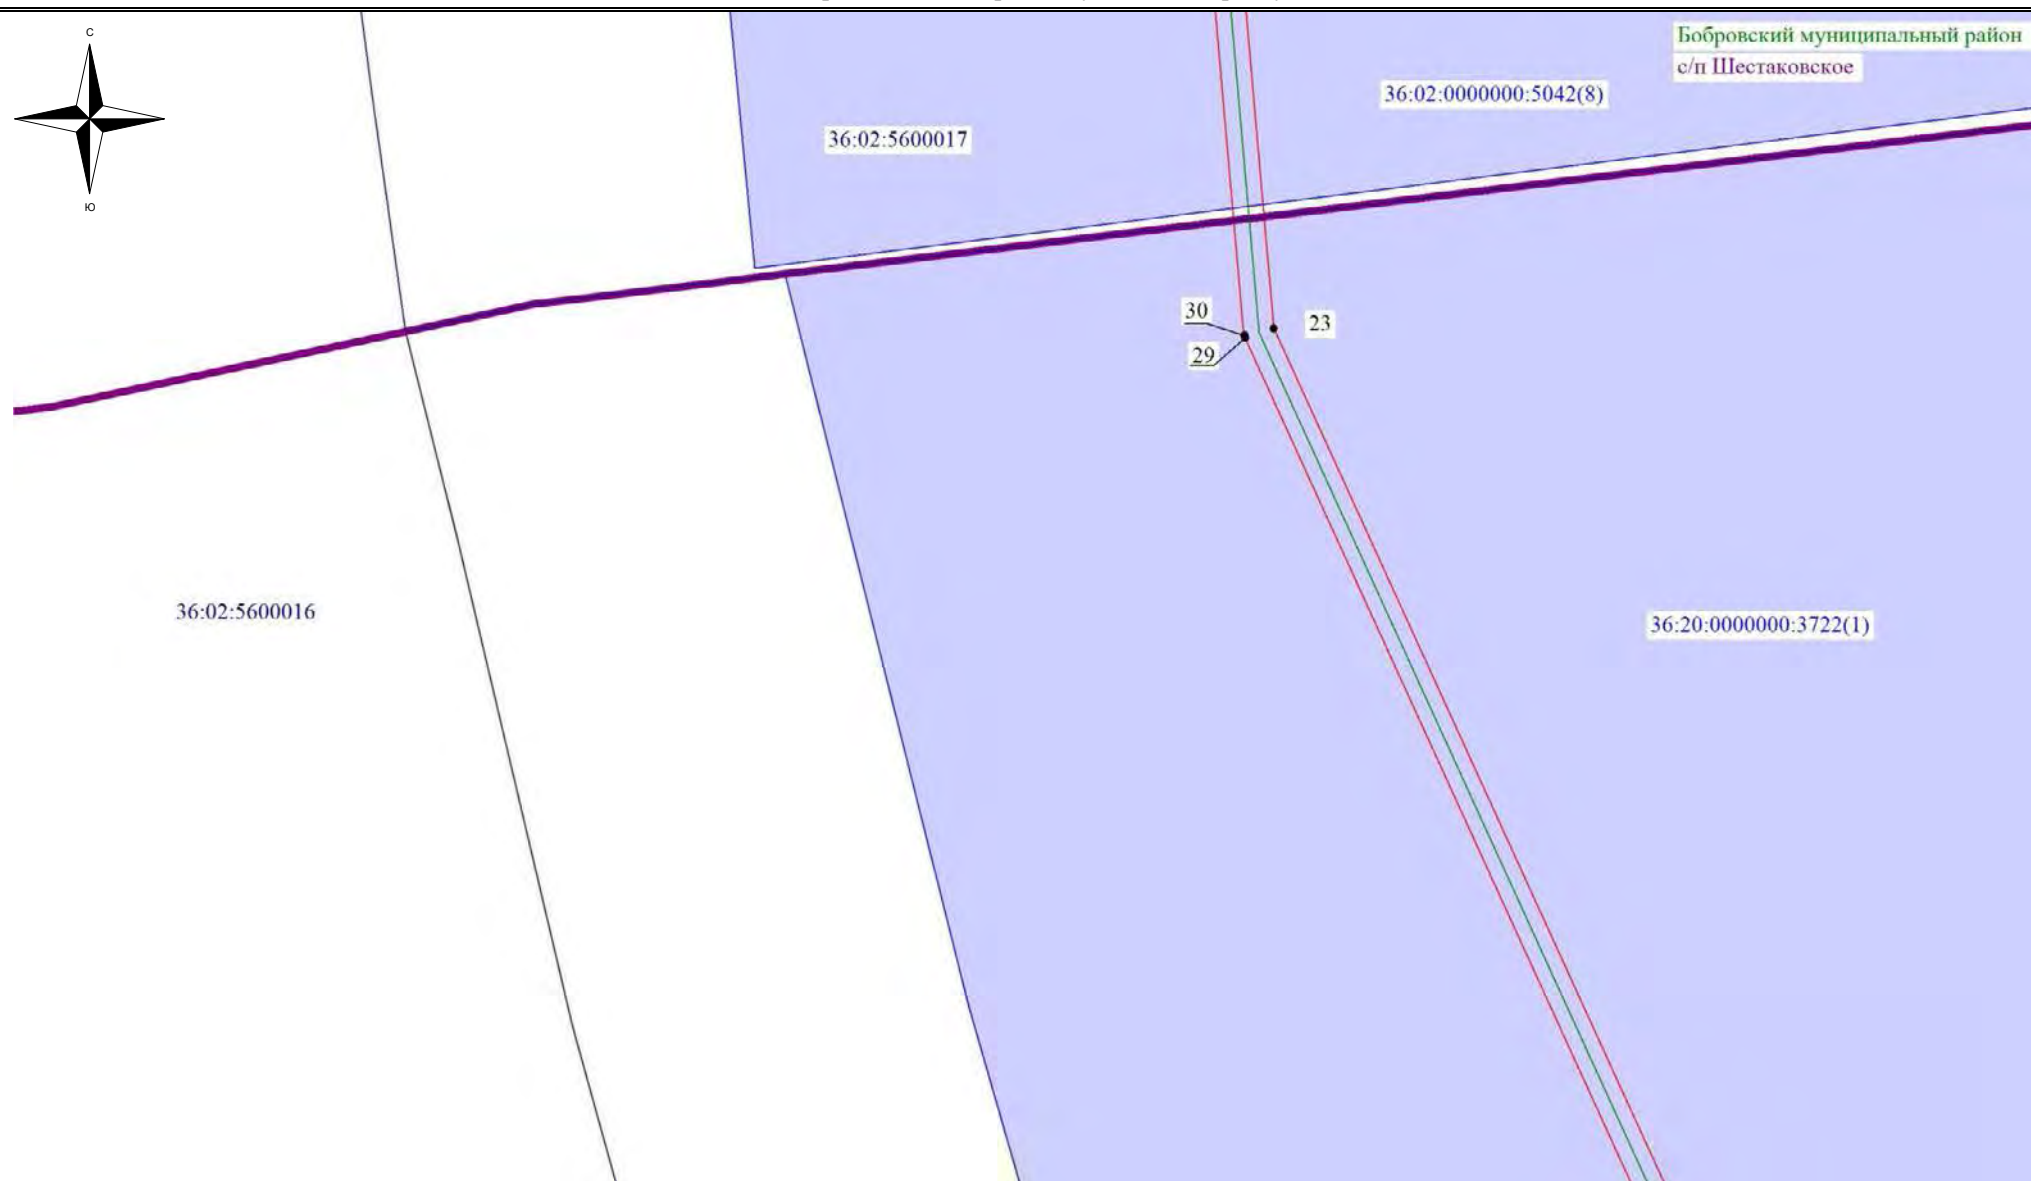 С
Ю
Бобровский муниципальный район
с/п Шестаковское
36:02:0000000:5042(8)
36:02:5600017
30
23
29
36:02:5600016
36:20:0000000:3722(1)